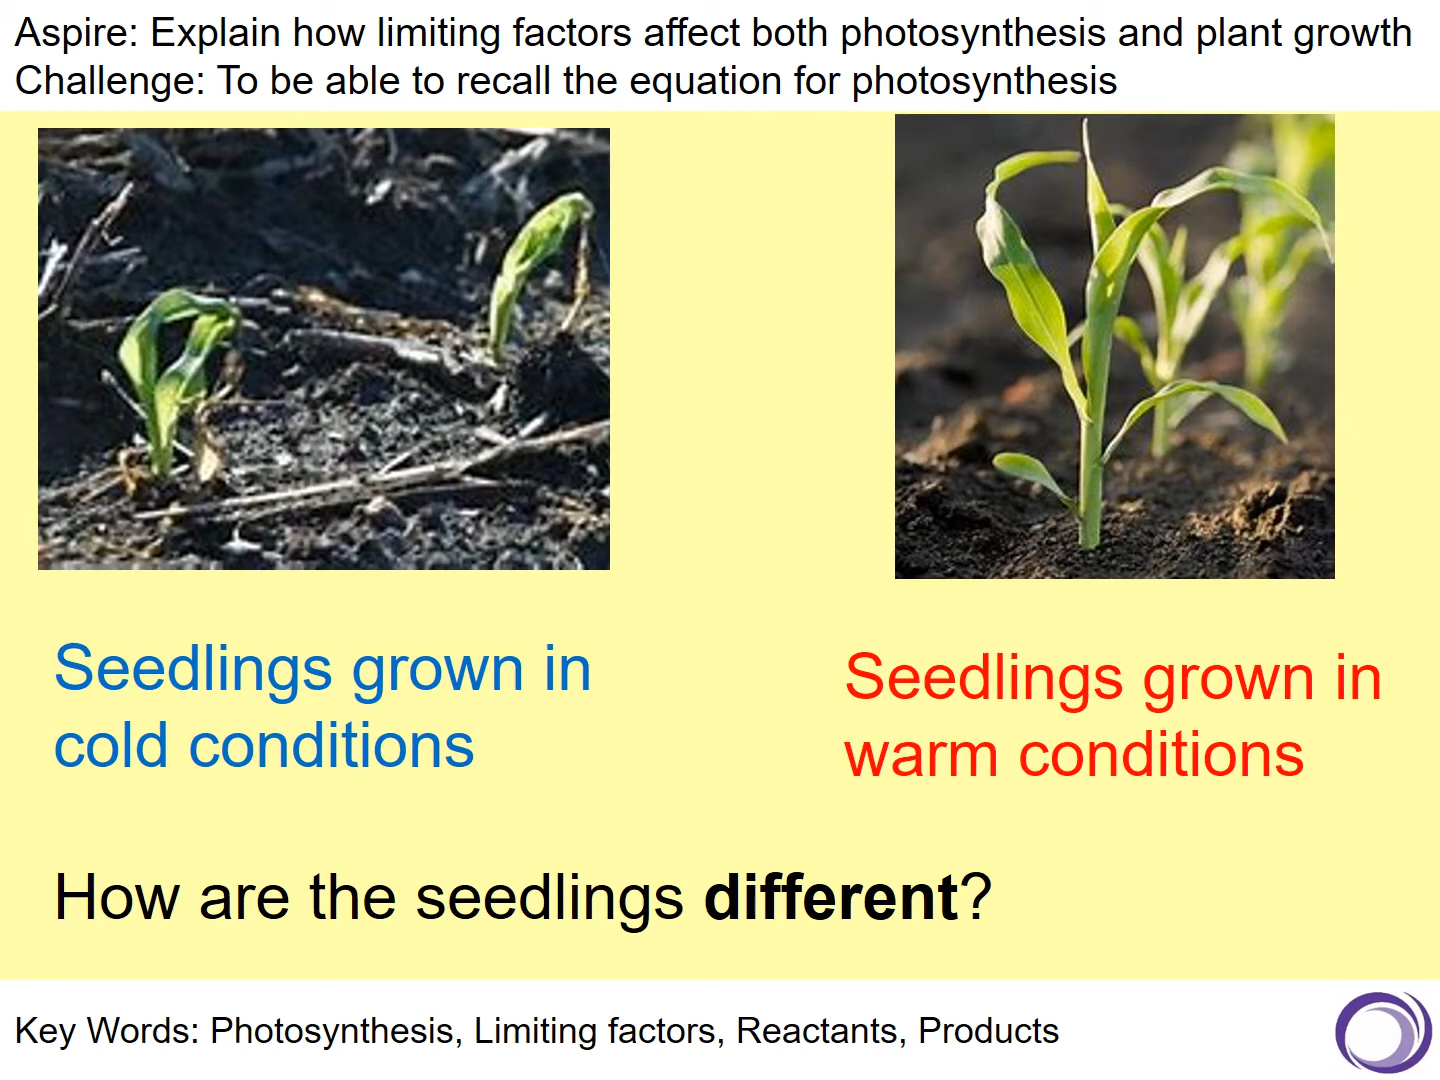 Aspire: Explain how limiting factors affect both photosynthesis and plant growth
Challenge: To be able to recall the equation for photosynthesis
Seedlings grown in
cold conditions
Seedlings grown in
warm conditions
How are the seedlings different?
Key Words: Photosynthesis, Limiting factors, Reactants, Products